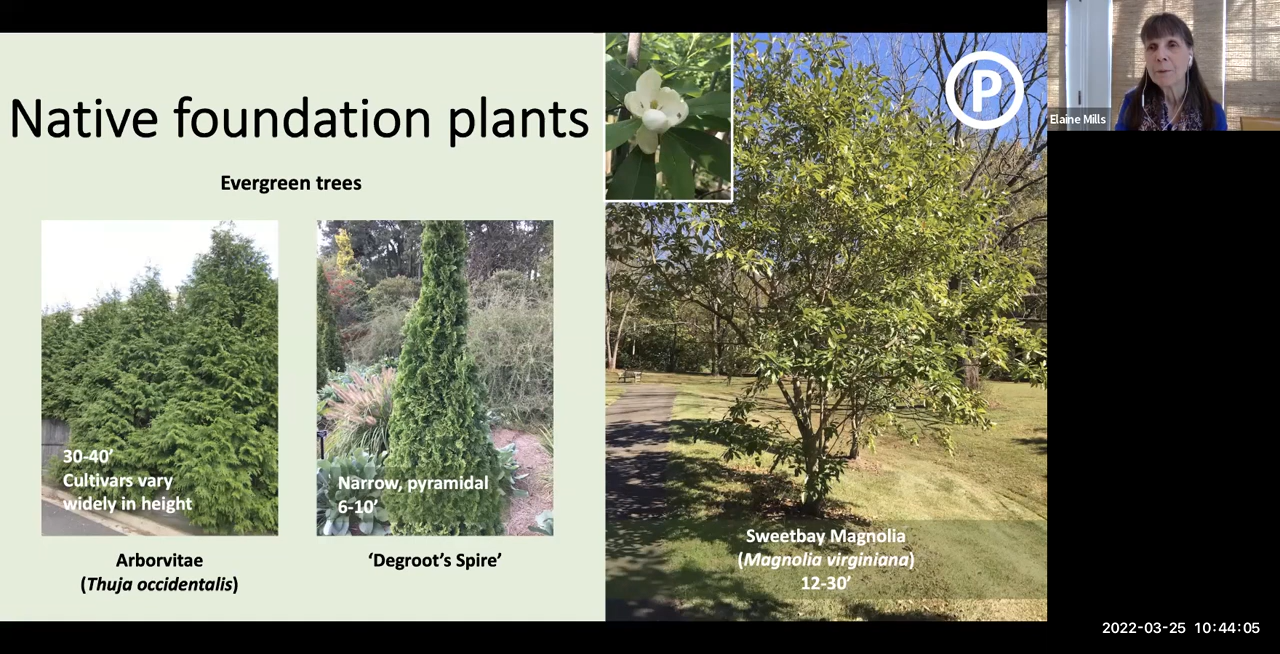 Native foundation plants
Evergreen trees
30-40’
Cultivars vary
widely in height
Arborvitae
(Thuja occidentalis)
Narrow, pyramidal
6-10’
‘Degroot’s Spire’
P
Sweetbay Magnolia
(Magnolia virginiana)
12-30’
Elaine Mills
2022-03-25 10:44:05